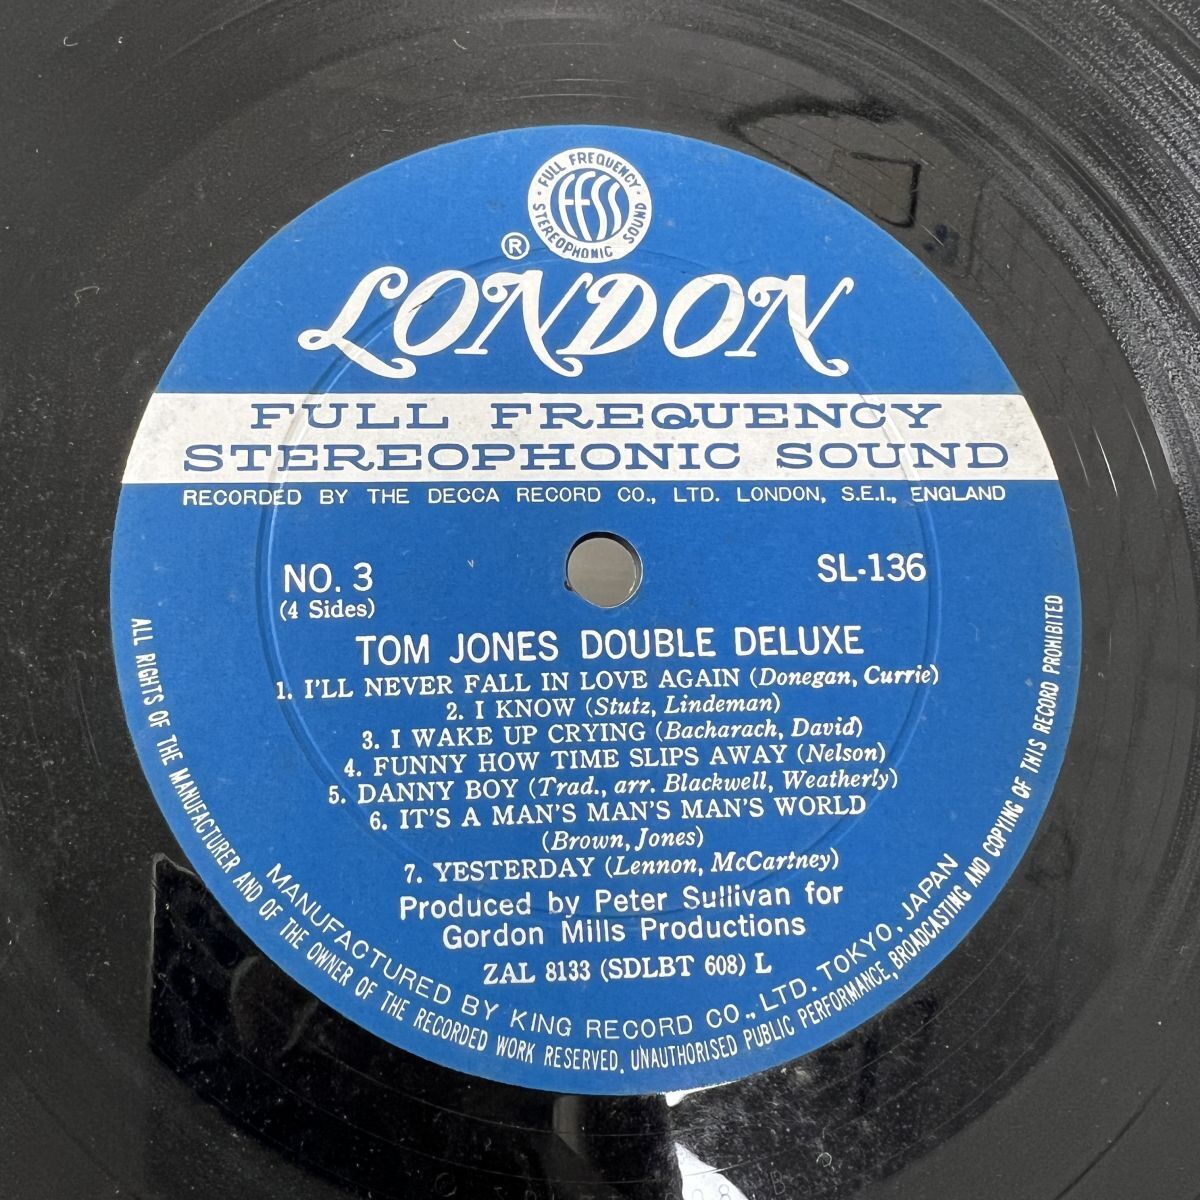 FULL FREQUENCY
FFSS
STEREOPHONIC SOUND
®
LONDON
FULL FREQUENCY
STEREOPHONIC SOUND
RECORDED BY THE DECCA RECORD CO., LTD. LONDON, S.E.I., ENGLAND
NO. 3
(4 Sides)
SL-136
TOM JONES DOUBLE DELUXE
1. I'LL NEVER FALL IN LOVE AGAIN (Donegan, Currie)
2. I KNOW (Stutz, Lindeman)
3. I WAKE UP CRYING (Bacharach, David)
4. FUNNY HOW TIME SLIPS AWAY (Nelson)
5. DANNY BOY (Trad., arr. Blackwell, Weatherly)
6. IT'S A MAN'S MAN'S MAN'S WORLD
(Brown, Jones)
7. YESTERDAY (Lennon, McCartney)
Produced by Peter Sullivan for
Gordon Mills Productions
ZAL 8133 (SDLBT 608) L
MANUFACTURED BY KING RECORD CO., LTD. TOKYO, JAPAN
ALL RIGHTS OF THE MANUFACTURER AND OF THE OWNER OF THE RECORDED WORK RESERVED. UNAUTHORISED PUBLIC PERFORMANCE, BROADCASTING AND COPYING OF THIS RECORD PROHIBITED